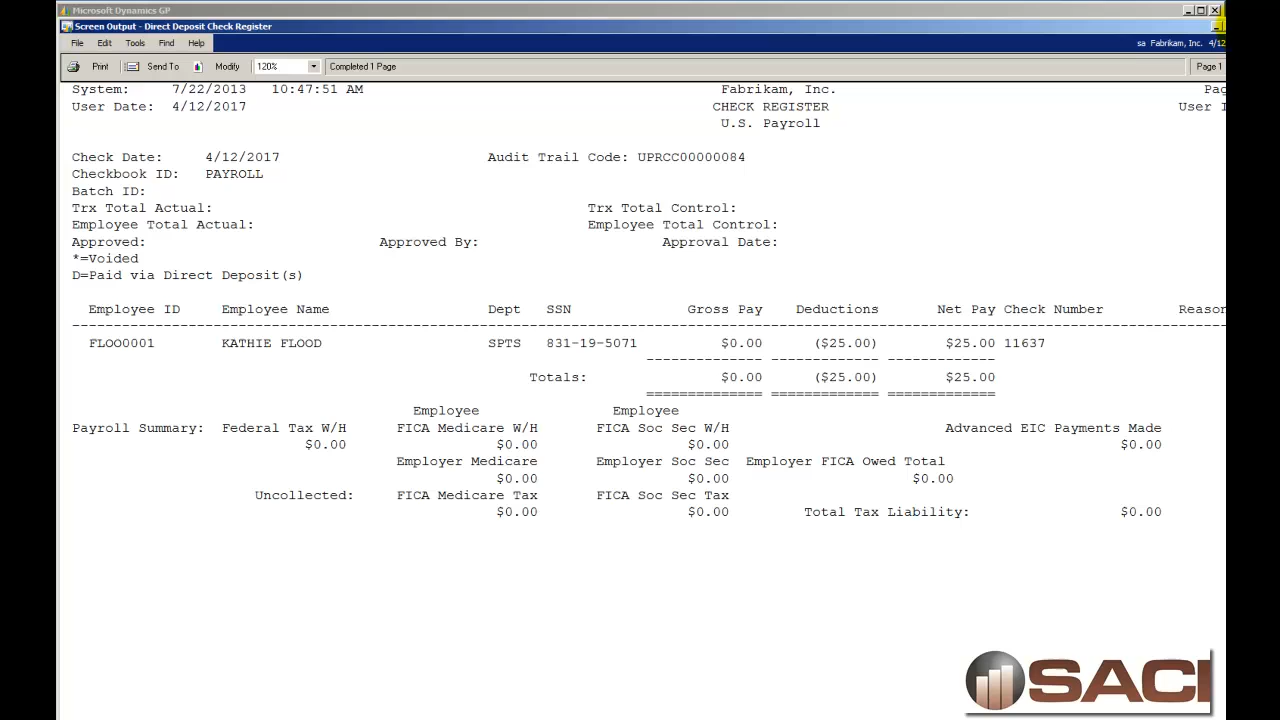 Microsoft Dynamics GP
Screen Output - Direct Deposit Check Register
File Edit Tools Find Help sa Fabrikam, Inc. 4/12
Print Send To Modify 120% Completed 1 Page Page 1
System: 7/22/2013 10:47:51 AM Fabrikam, Inc. Pag
User Date: 4/12/2017 CHECK REGISTER User I
U.S. Payroll
Check Date: 4/12/2017 Audit Trail Code: UPRCC00000084
Checkbook ID: PAYROLL
Batch ID:
Trx Total Actual: Trx Total Control:
Employee Total Actual: Employee Total Control:
Approved: Approved By: Approval Date:
*=Voided
D=Paid via Direct Deposit(s)
Employee ID Employee Name Dept SSN Gross Pay Deductions Net Pay Check Number Reason
FLOO0001 KATHIE FLOOD SPTS 831-19-5071 $0.00 ($25.00) $25.00 11637
Totals: $0.00 ($25.00) $25.00
Employee Employee
Payroll Summary: Federal Tax W/H FICA Medicare W/H FICA Soc Sec W/H Advanced EIC Payments Made
$0.00 $0.00 $0.00 $0.00
Employer Medicare Employer Soc Sec Employer FICA Owed Total
$0.00 $0.00 $0.00
Uncollected: FICA Medicare Tax FICA Soc Sec Tax
$0.00 $0.00 Total Tax Liability: $0.00
SACI